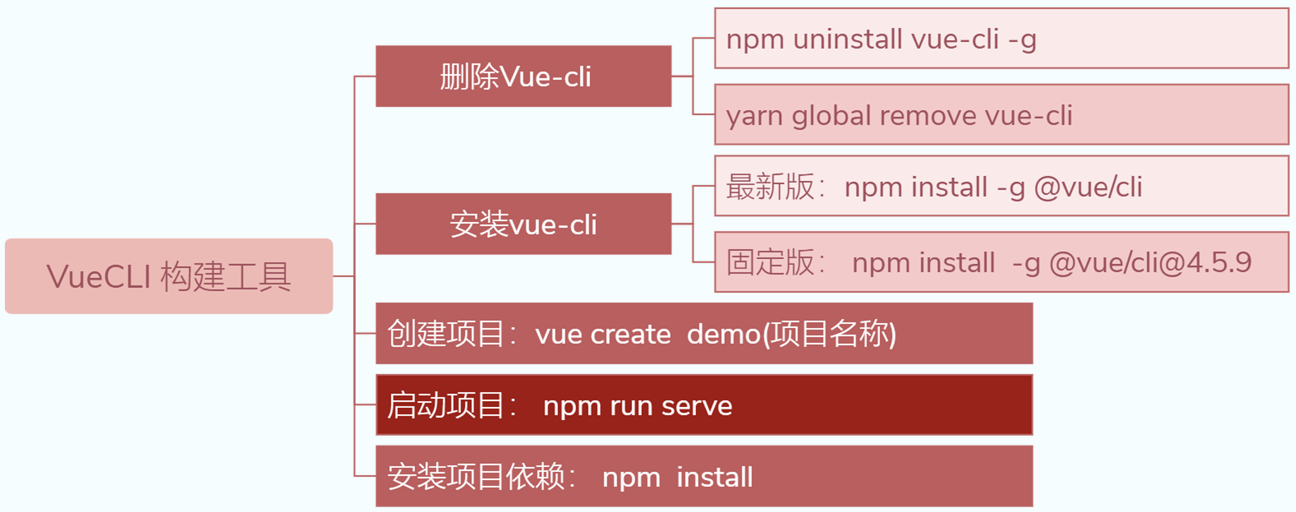 VueCLI 构建工具
删除Vue-cli
npm uninstall vue-cli -g
yarn global remove vue-cli
安装vue-cli
最新版：npm install -g @vue/cli
固定版： npm install  -g @vue/cli@4.5.9
创建项目：vue create  demo(项目名称)
启动项目： npm run serve
安装项目依赖： npm  install